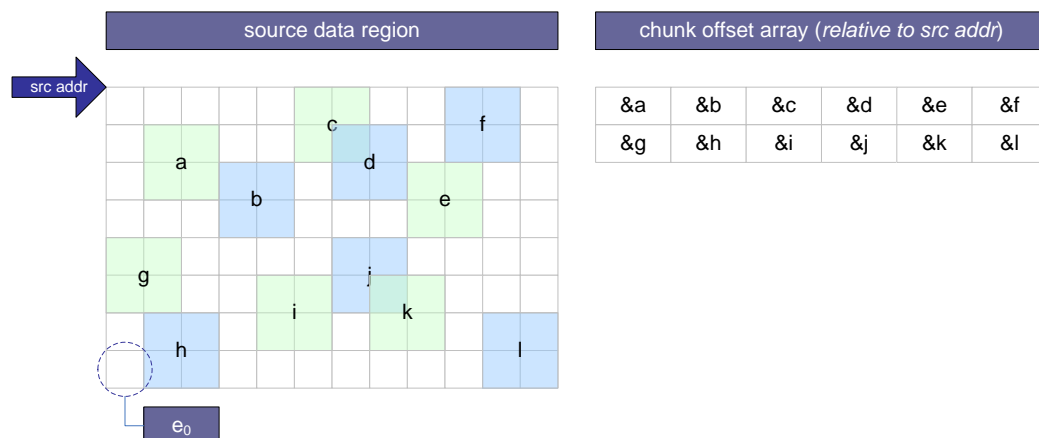 source data region
chunk offset array (relative to src addr)
src addr
&a &b &c &d &e &f
&g &h &i &j &k &l
c
f
a
d
b
e
g
j
i
k
h
l
e₀